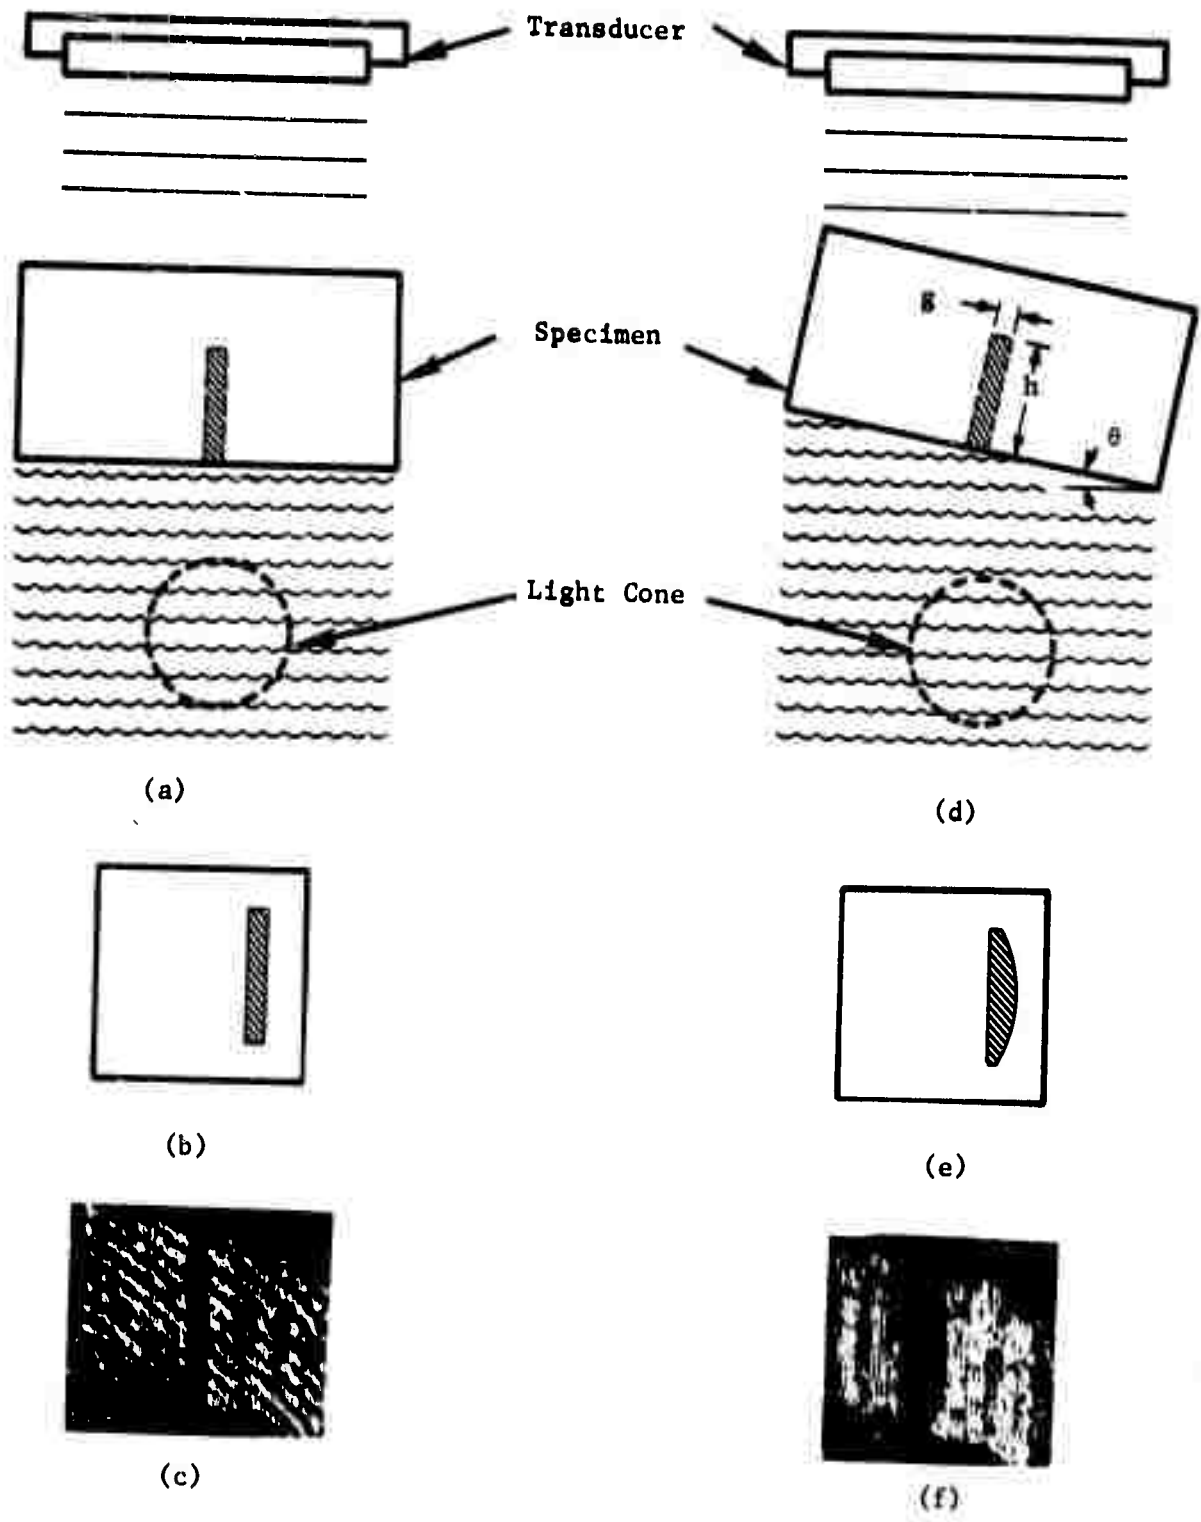 Transducer
g
h
θ
Specimen
Light Cone
(a)
(d)
(b)
(e)
(c)
(f)